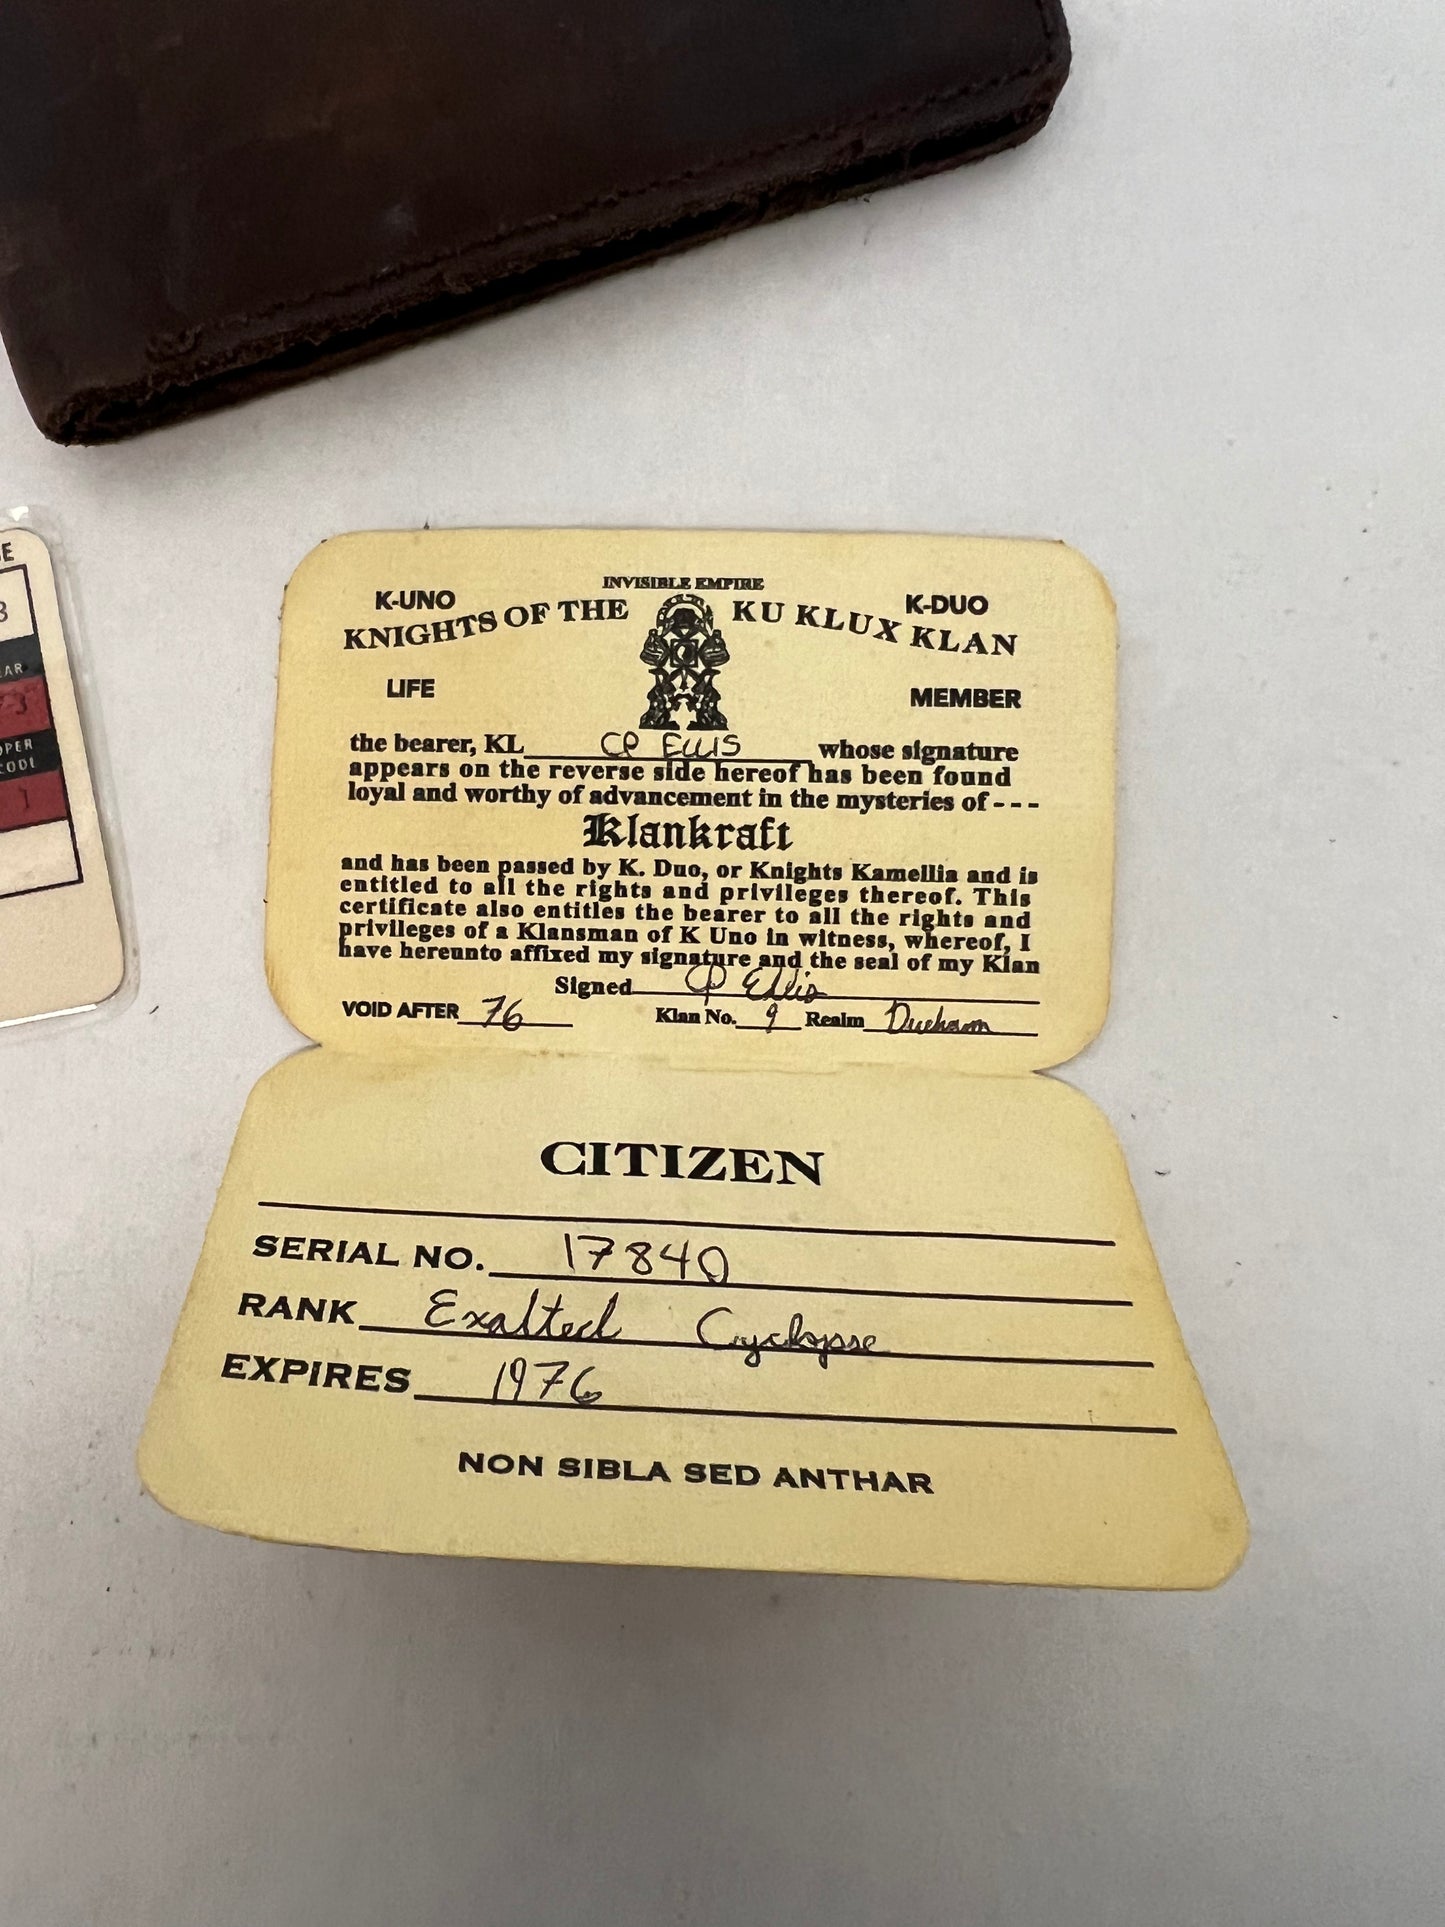 INVISIBLE EMPIRE
K-UNO K-DUO
KNIGHTS OF THE KU KLUX KLAN
LIFE MEMBER
the bearer, KL CP ELLIS whose signature
appears on the reverse side hereof has been found
loyal and worthy of advancement in the mysteries of - - -
Klankraft
and has been passed by K. Duo, or Knights Kamellia and is
entitled to all the rights and privileges thereof. This
certificate also entitles the bearer to all the rights and
privileges of a Klansman of K Uno in witness, whereof, I
have hereunto affixed my signature and the seal of my Klan
Signed CP Ellis
VOID AFTER 76 Klan No. 9 Realm Durham
CITIZEN
SERIAL NO. 17840
RANK Exalted Cyclopse
EXPIRES 1976
NON SIBLA SED ANTHAR